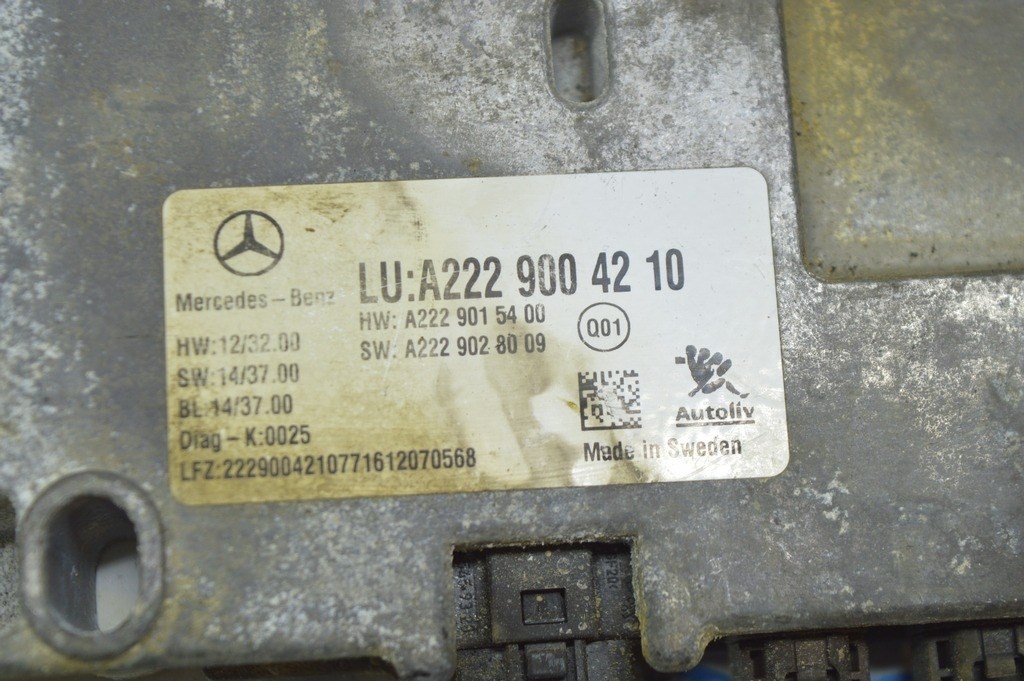 Mercedes-Benz
LU:A222 900 42 10
HW: A222 901 54 00
SW: A222 902 80 09
Q01
HW:12/32.00
SW:14/37.00
BL:14/37.00
Diag-K:0025
LFZ:2229004210771612070568
Autoliv
Made in Sweden